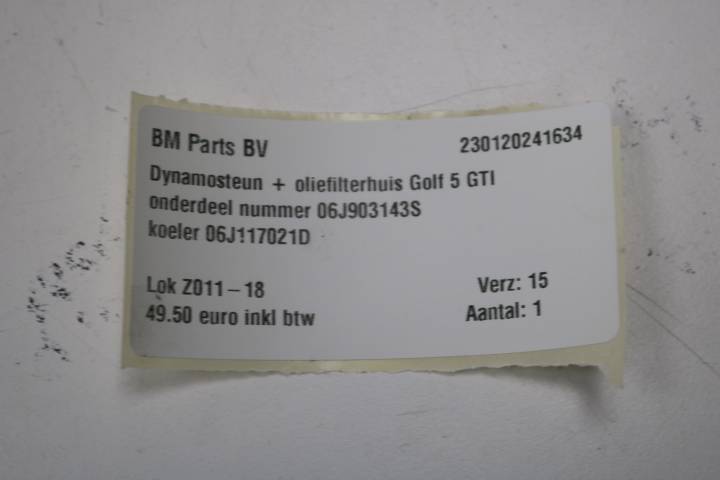 BM Parts BV 230120241634
Dynamosteun + oliefilterhuis Golf 5 GTI
onderdeel nummer 06J903143S
koeler 06J117021D
Lok Z011-18 Verz: 15
49.50 euro inkl btw Aantal: 1